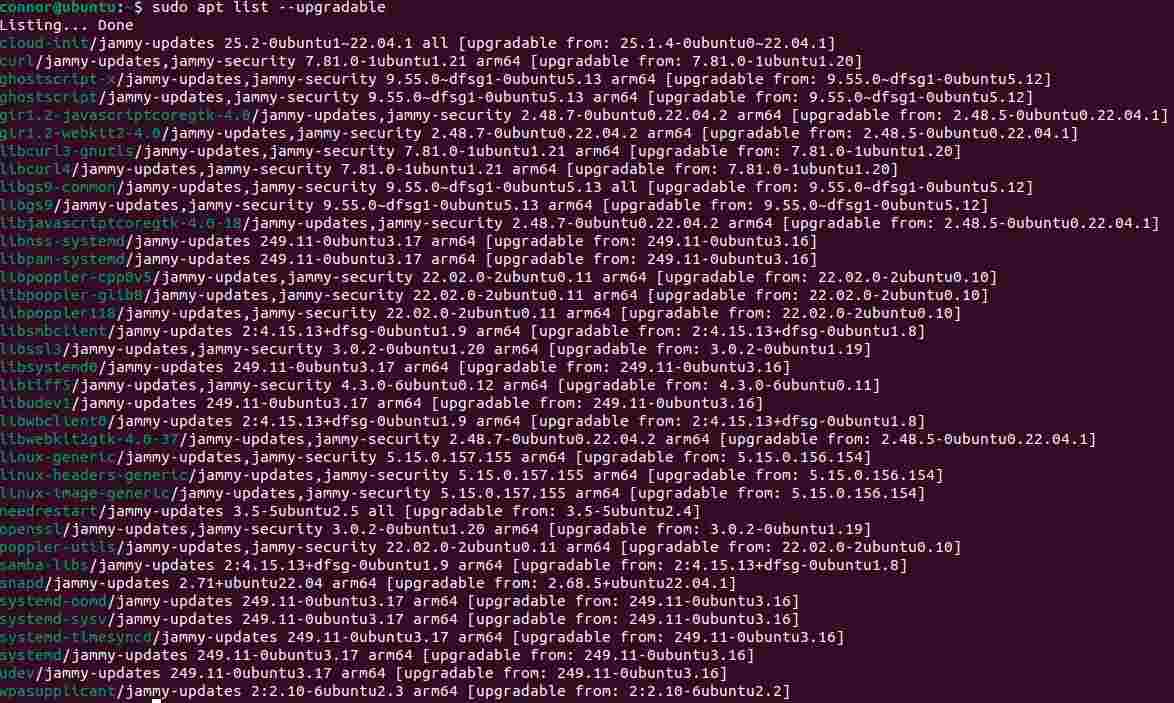 connor@ubuntu:~$ sudo apt list --upgradable
Listing... Done
cloud-init/jammy-updates 25.2-0ubuntu1~22.04.1 all [upgradable from: 25.1.4-0ubuntu0~22.04.1]
curl/jammy-updates,jammy-security 7.81.0-1ubuntu1.21 arm64 [upgradable from: 7.81.0-1ubuntu1.20]
ghostscript-x/jammy-updates,jammy-security 9.55.0~dfsg1-0ubuntu5.13 arm64 [upgradable from: 9.55.0~dfsg1-0ubuntu5.12]
ghostscript/jammy-updates,jammy-security 9.55.0~dfsg1-0ubuntu5.13 arm64 [upgradable from: 9.55.0~dfsg1-0ubuntu5.12]
gir1.2-javascriptcoregtk-4.0/jammy-updates,jammy-security 2.48.7-0ubuntu0.22.04.2 arm64 [upgradable from: 2.48.5-0ubuntu0.22.04.1]
gir1.2-webkit2-4.0/jammy-updates,jammy-security 2.48.7-0ubuntu0.22.04.2 arm64 [upgradable from: 2.48.5-0ubuntu0.22.04.1]
libcurl3-gnutls/jammy-updates,jammy-security 7.81.0-1ubuntu1.21 arm64 [upgradable from: 7.81.0-1ubuntu1.20]
libcurl4/jammy-updates,jammy-security 7.81.0-1ubuntu1.21 arm64 [upgradable from: 7.81.0-1ubuntu1.20]
libgs9-common/jammy-updates,jammy-security 9.55.0~dfsg1-0ubuntu5.13 all [upgradable from: 9.55.0~dfsg1-0ubuntu5.12]
libgs9/jammy-updates,jammy-security 9.55.0~dfsg1-0ubuntu5.13 arm64 [upgradable from: 9.55.0~dfsg1-0ubuntu5.12]
libjavascriptcoregtk-4.0-18/jammy-updates,jammy-security 2.48.7-0ubuntu0.22.04.2 arm64 [upgradable from: 2.48.5-0ubuntu0.22.04.1]
libnss-systemd/jammy-updates 249.11-0ubuntu3.17 arm64 [upgradable from: 249.11-0ubuntu3.16]
libpam-systemd/jammy-updates 249.11-0ubuntu3.17 arm64 [upgradable from: 249.11-0ubuntu3.16]
libpoppler-cpp0v5/jammy-updates,jammy-security 22.02.0-2ubuntu0.11 arm64 [upgradable from: 22.02.0-2ubuntu0.10]
libpoppler-glib8/jammy-updates,jammy-security 22.02.0-2ubuntu0.11 arm64 [upgradable from: 22.02.0-2ubuntu0.10]
libpoppler118/jammy-updates,jammy-security 22.02.0-2ubuntu0.11 arm64 [upgradable from: 22.02.0-2ubuntu0.10]
libsmbclient/jammy-updates 2:4.15.13+dfsg-0ubuntu1.9 arm64 [upgradable from: 2:4.15.13+dfsg-0ubuntu1.8]
libssl3/jammy-updates,jammy-security 3.0.2-0ubuntu1.20 arm64 [upgradable from: 3.0.2-0ubuntu1.19]
libsystemd0/jammy-updates 249.11-0ubuntu3.17 arm64 [upgradable from: 249.11-0ubuntu3.16]
libtiff5/jammy-updates,jammy-security 4.3.0-6ubuntu0.12 arm64 [upgradable from: 4.3.0-6ubuntu0.11]
libudev1/jammy-updates 249.11-0ubuntu3.17 arm64 [upgradable from: 249.11-0ubuntu3.16]
libwbclient0/jammy-updates 2:4.15.13+dfsg-0ubuntu1.9 arm64 [upgradable from: 2:4.15.13+dfsg-0ubuntu1.8]
libwebkit2gtk-4.0-37/jammy-updates,jammy-security 2.48.7-0ubuntu0.22.04.2 arm64 [upgradable from: 2.48.5-0ubuntu0.22.04.1]
linux-generic/jammy-updates,jammy-security 5.15.0.157.155 arm64 [upgradable from: 5.15.0.156.154]
linux-headers-generic/jammy-updates,jammy-security 5.15.0.157.155 arm64 [upgradable from: 5.15.0.156.154]
linux-image-generic/jammy-updates,jammy-security 5.15.0.157.155 arm64 [upgradable from: 5.15.0.156.154]
needrestart/jammy-updates 3.5-5ubuntu2.5 all [upgradable from: 3.5-5ubuntu2.4]
openssl/jammy-updates,jammy-security 3.0.2-0ubuntu1.20 arm64 [upgradable from: 3.0.2-0ubuntu1.19]
poppler-utils/jammy-updates,jammy-security 22.02.0-2ubuntu0.11 arm64 [upgradable from: 22.02.0-2ubuntu0.10]
samba-libs/jammy-updates 2:4.15.13+dfsg-0ubuntu1.9 arm64 [upgradable from: 2:4.15.13+dfsg-0ubuntu1.8]
snapd/jammy-updates 2.71+ubuntu22.04 arm64 [upgradable from: 2.68.5+ubuntu22.04.1]
systemd-oomd/jammy-updates 249.11-0ubuntu3.17 arm64 [upgradable from: 249.11-0ubuntu3.16]
systemd-sysv/jammy-updates 249.11-0ubuntu3.17 arm64 [upgradable from: 249.11-0ubuntu3.16]
systemd-timesyncd/jammy-updates 249.11-0ubuntu3.17 arm64 [upgradable from: 249.11-0ubuntu3.16]
systemd/jammy-updates 249.11-0ubuntu3.17 arm64 [upgradable from: 249.11-0ubuntu3.16]
udev/jammy-updates 249.11-0ubuntu3.17 arm64 [upgradable from: 249.11-0ubuntu3.16]
wpasupplicant/jammy-updates 2:2.10-6ubuntu2.3 arm64 [upgradable from: 2:2.10-6ubuntu2.2]